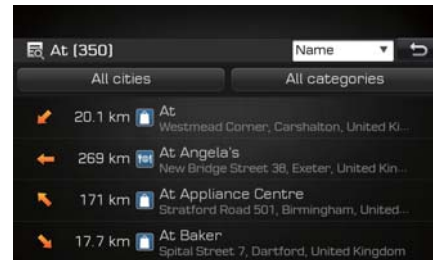 At (350)
Name
All cities
All categories
20.1 km
At
Westmead Corner, Carshalton, United Ki...
269 km
At Angela's
New Bridge Street 38, Exeter, United Kin...
171 km
At Appliance Centre
Stratford Road 501, Birmingham, United...
17.7 km
At Baker
Spital Street 7, Dartford, United Kingdom